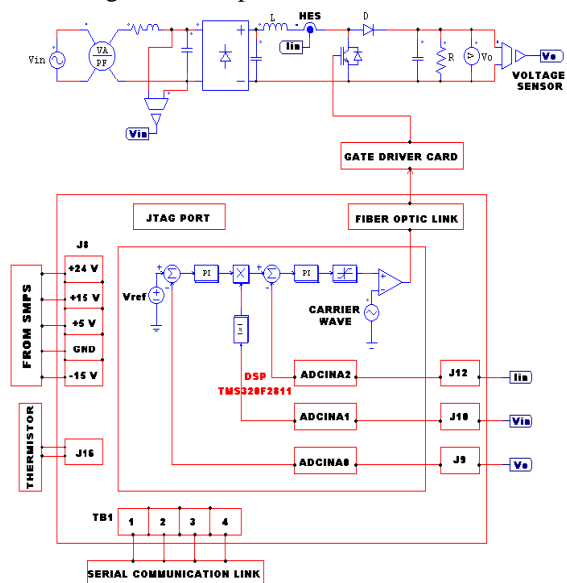 HES
L
D
Iin
Vin
VA
PF
R
Vo
Vo
VOLTAGE
SENSOR
Vin
GATE DRIVER CARD
JTAG PORT
FIBER OPTIC LINK
J8
+24 V
+15 V
+5 V
GND
-15 V
FROM SMPS
PI
X
PI
Vref
CARRIER
WAVE
|x|
DSP
TMS320F2811
ADCINA2
J12
Iin
ADCINA1
J10
Vin
ADCINA0
J9
Vo
THERMISTOR
J16
TB1
1
2
3
4
SERIAL COMMUNICATION LINK